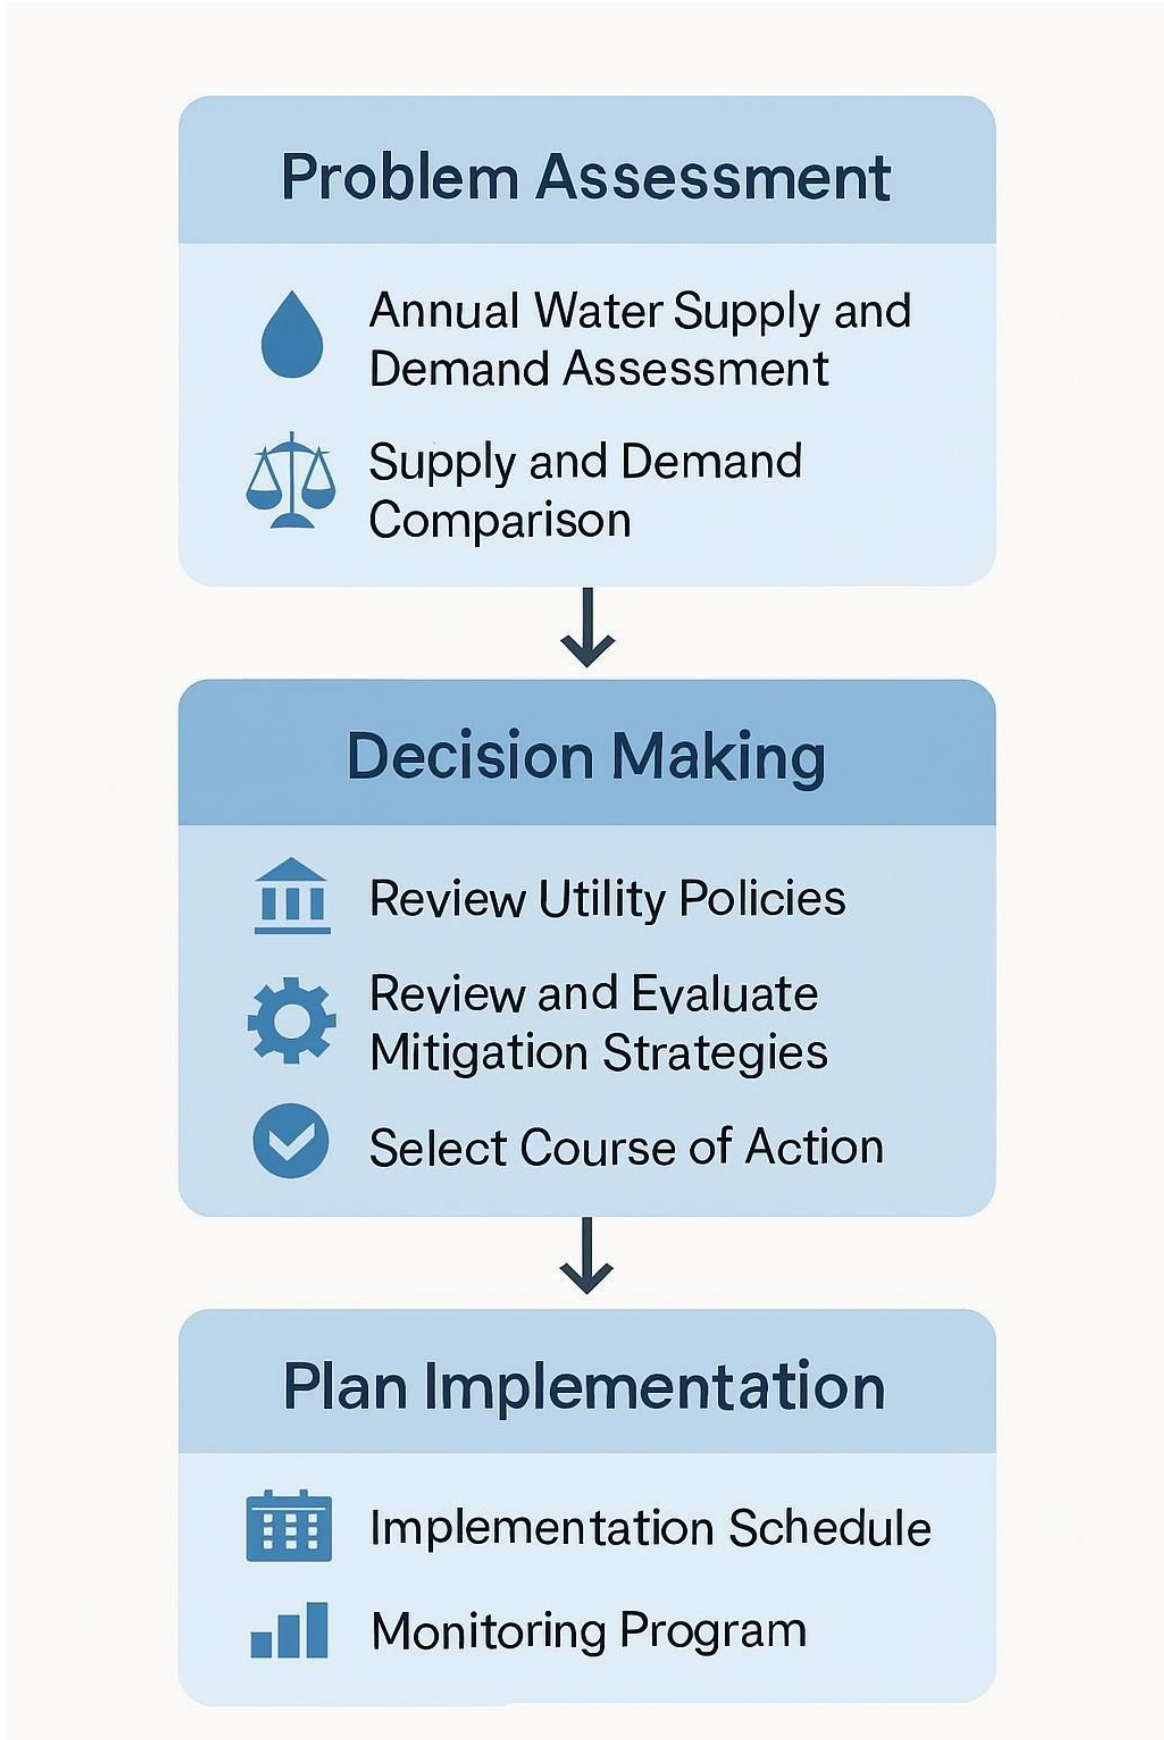 Problem Assessment
Annual Water Supply and
Demand Assessment
Supply and Demand
Comparison
Decision Making
Review Utility Policies
Review and Evaluate
Mitigation Strategies
Select Course of Action
Plan Implementation
Implementation Schedule
Monitoring Program